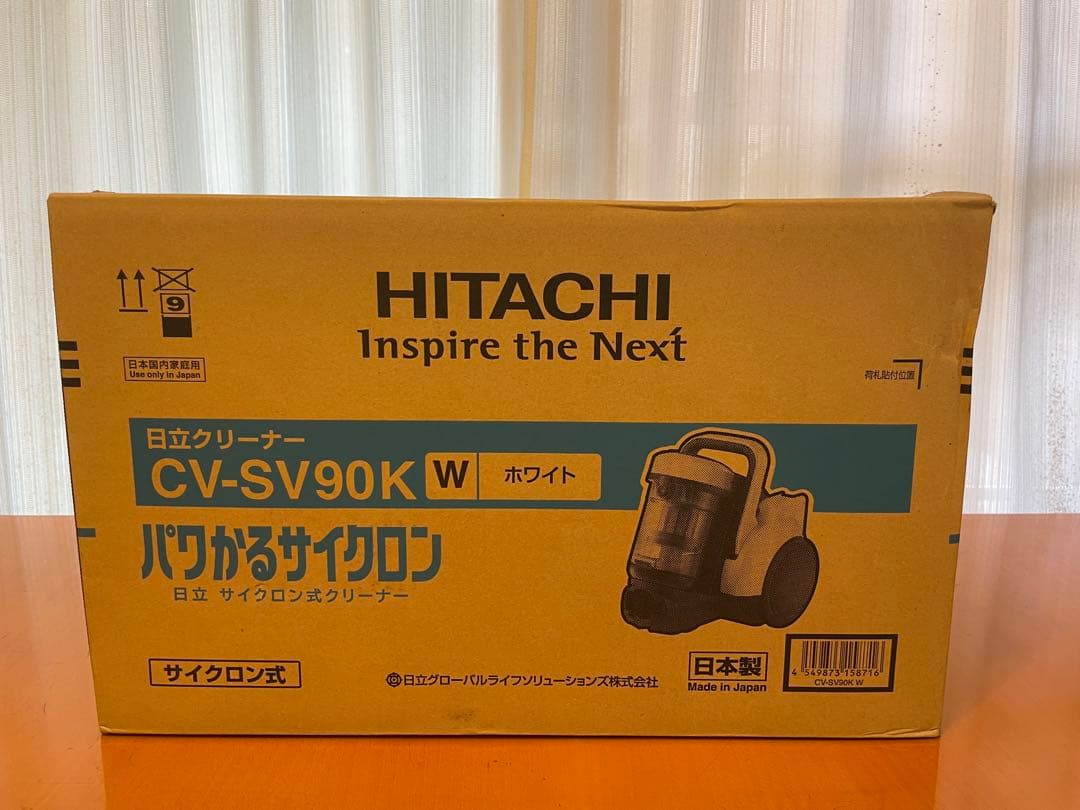 HITACHI
Inspire the Next
9
日本国内家庭用
Use only in Japan
荷札貼付位置
日立クリーナー
CV-SV90K W ホワイト
パワかるサイクロン
日立 サイクロン式クリーナー
サイクロン式
日立グローバルライフソリューションズ株式会社
日本製
Made in Japan
4 549873 158716
CV-SV90K W